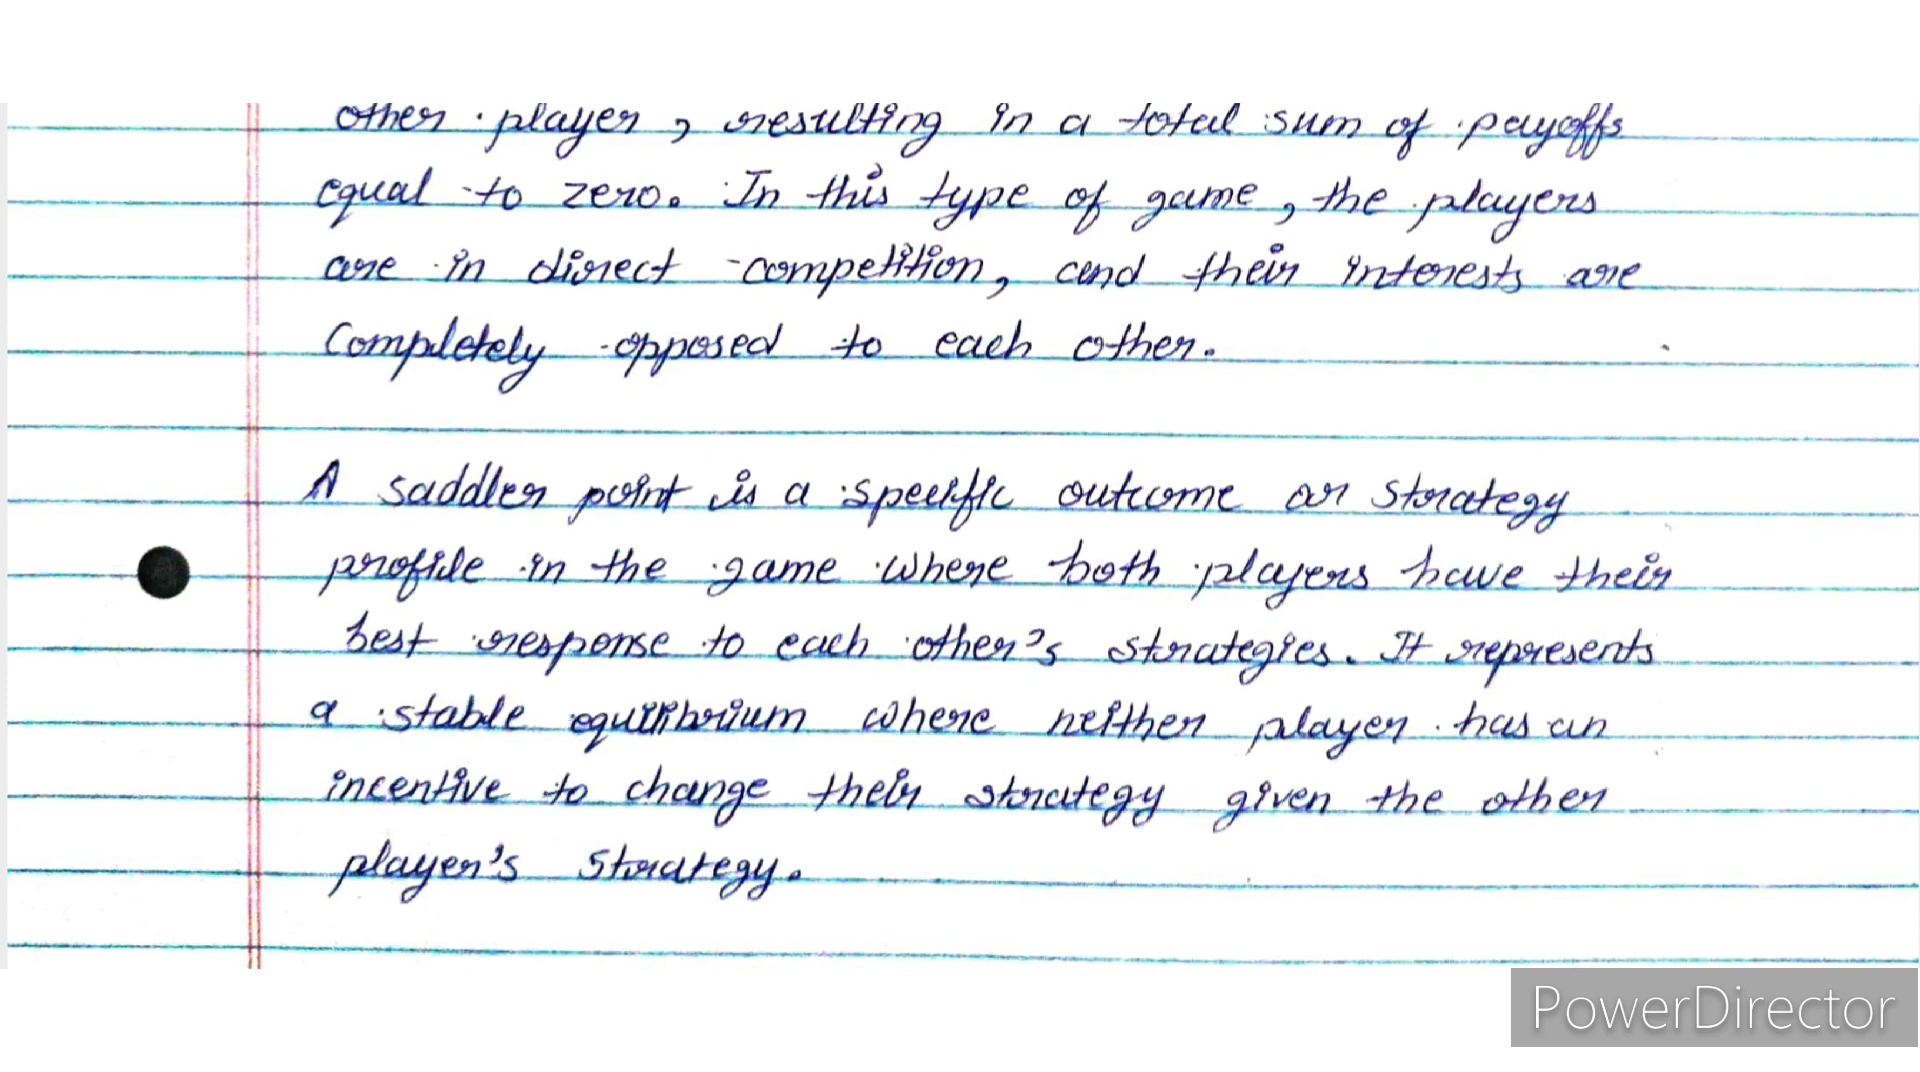 other player, resulting in a total sum of payoffs
equal to zero. In this type of game, the players
are in direct competition, and their interests are
Completely opposed to each other.
A saddler point is a specific outcome or strategy
profile in the game where both players have their
best response to each other's strategies. It represents
a stable equilibrium where neither player has an
incentive to change their strategy given the other
player's strategy.
PowerDirector